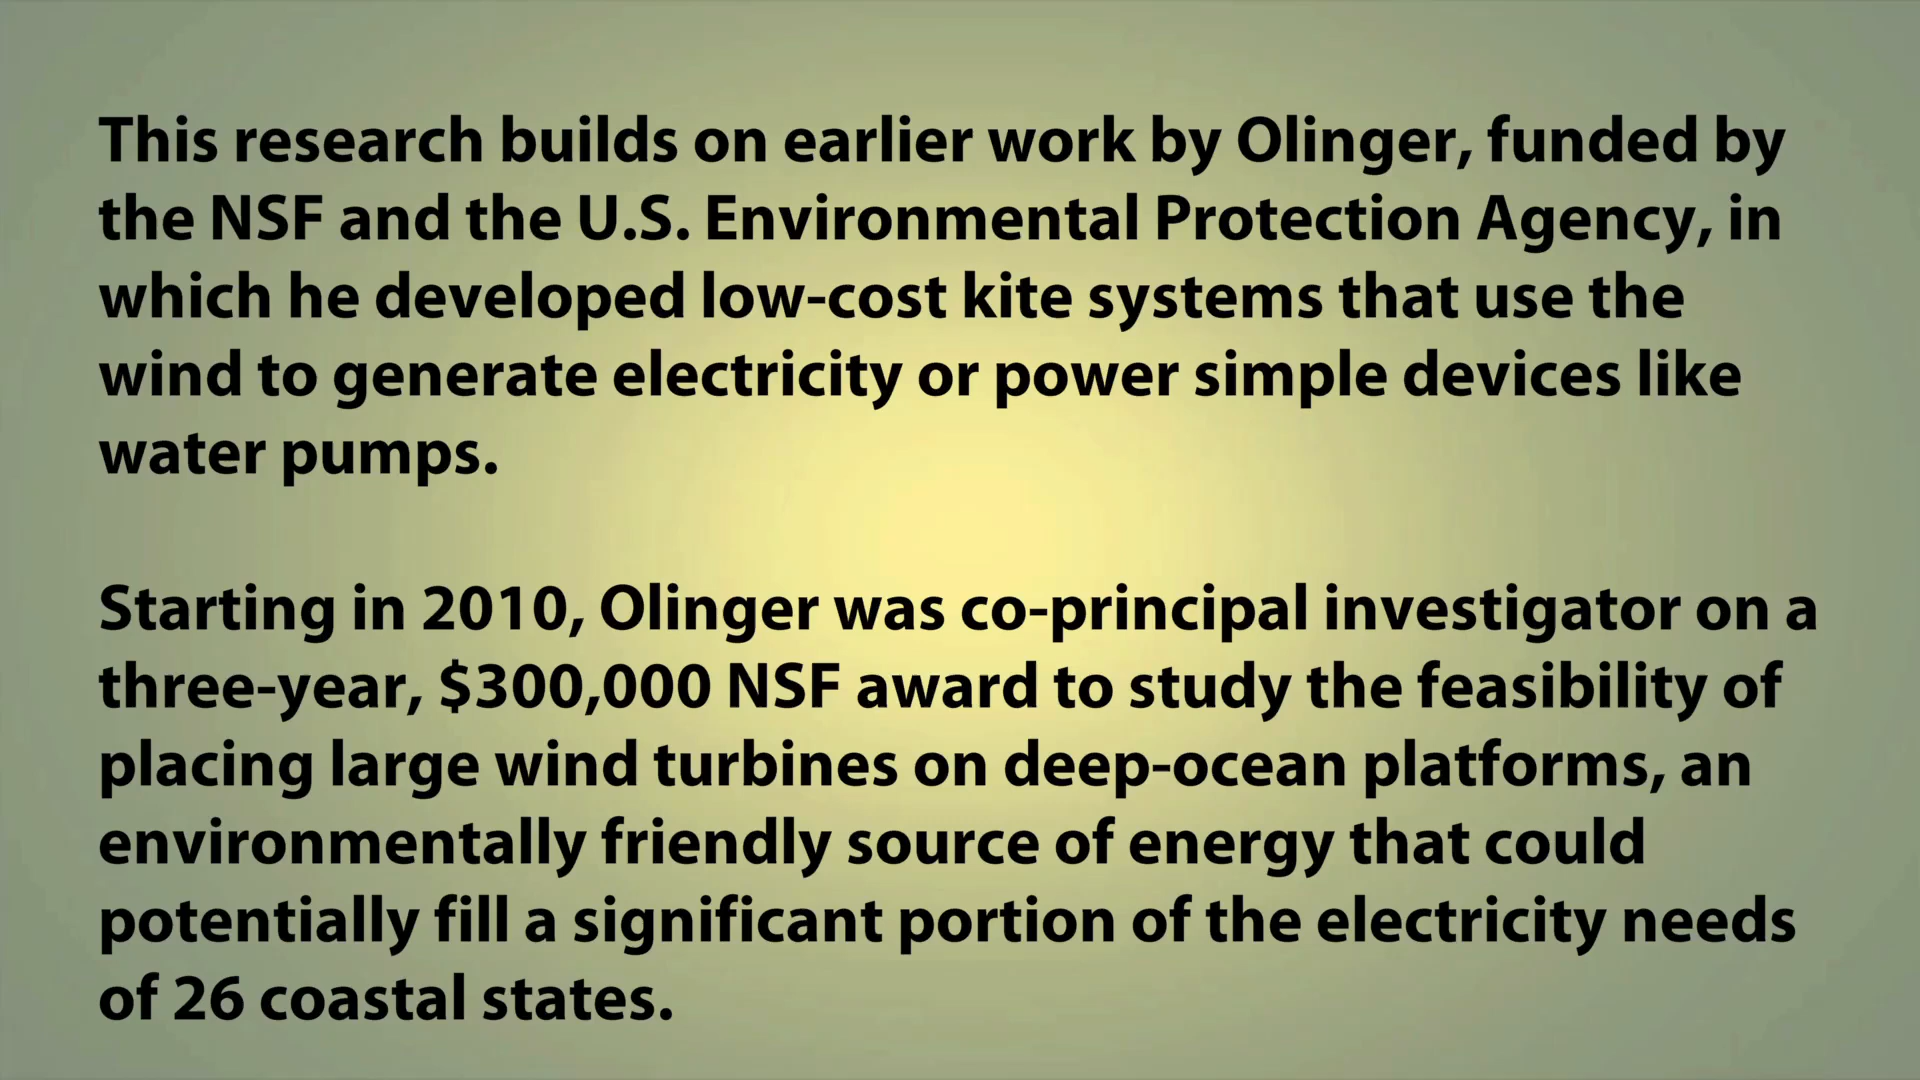 This research builds on earlier work by Olinger, funded by
the NSF and the U.S. Environmental Protection Agency, in
which he developed low-cost kite systems that use the
wind to generate electricity or power simple devices like
water pumps.
Starting in 2010, Olinger was co-principal investigator on a
three-year, $300,000 NSF award to study the feasibility of
placing large wind turbines on deep-ocean platforms, an
environmentally friendly source of energy that could
potentially fill a significant portion of the electricity needs
of 26 coastal states.